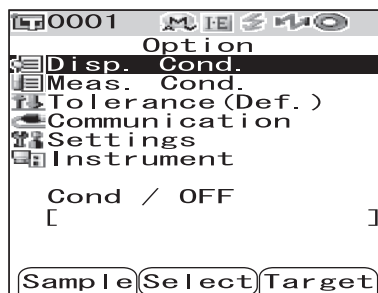 0001 M I·E
Option
Disp. Cond.
Meas. Cond.
Tolerance(Def.)
Communication
Settings
Instrument
Cond / OFF
[ ]
Sample Select Target